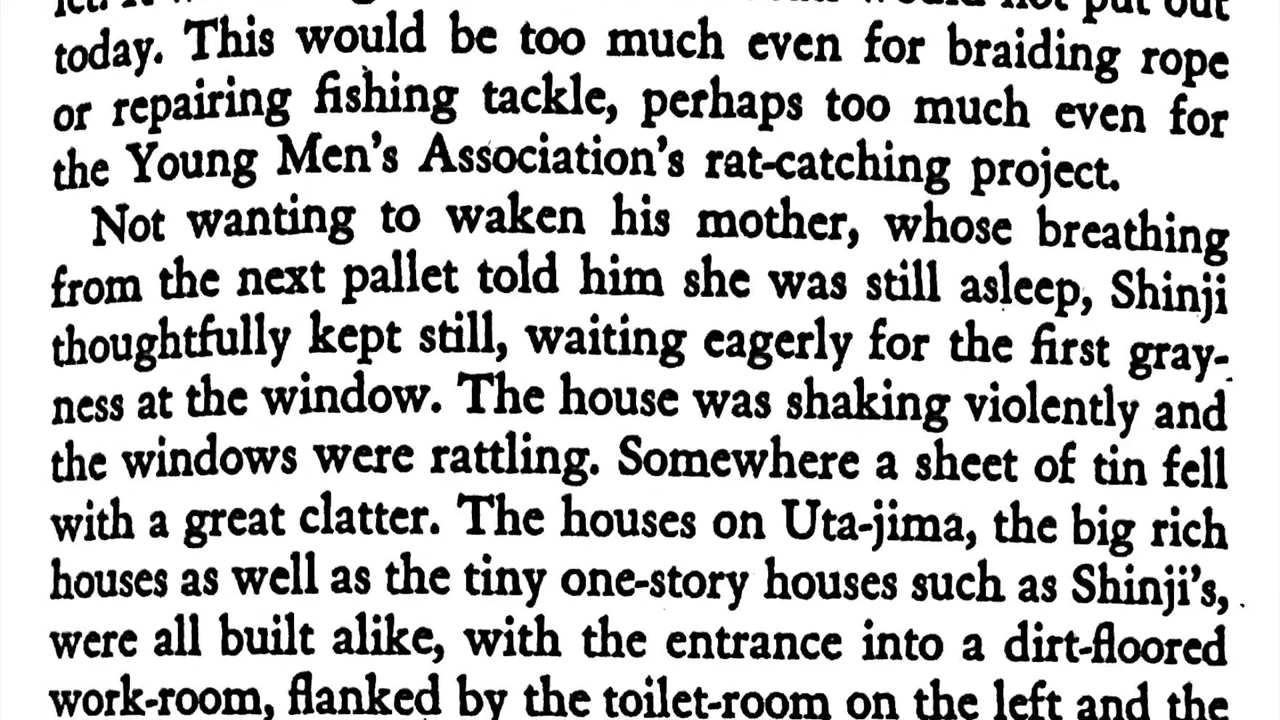 not put out
today. This would be too much even for braiding rope
or repairing fishing tackle, perhaps too much even for
the Young Men's Association's rat-catching project.
Not wanting to waken his mother, whose breathing
from the next pallet told him she was still asleep, Shinji
thoughtfully kept still, waiting eagerly for the first gray-
ness at the window. The house was shaking violently and
the windows were rattling. Somewhere a sheet of tin fell
with a great clatter. The houses on Uta-jima, the big rich
houses as well as the tiny one-story houses such as Shinji's,
were all built alike, with the entrance into a dirt-floored
work-room, flanked by the toilet-room on the left and the